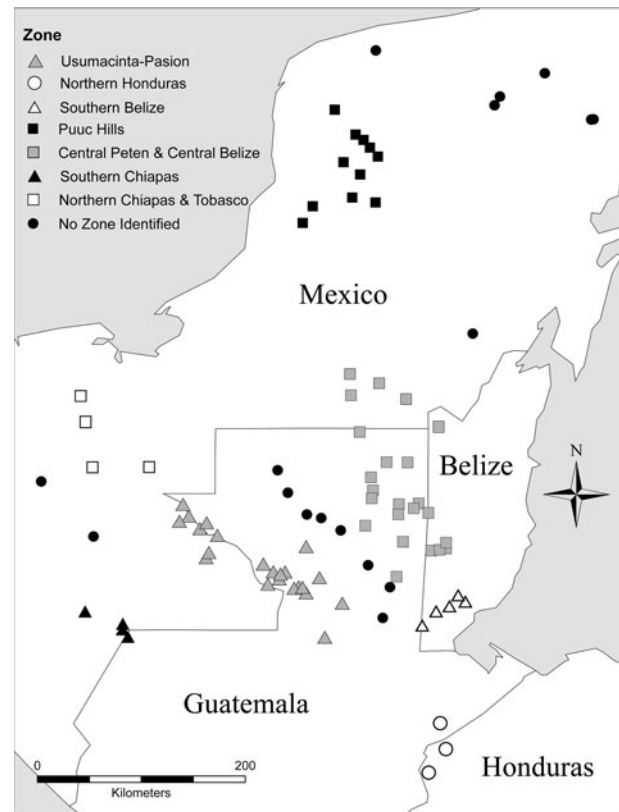 Zone
Usumacinta-Pasion
Northern Honduras
Southern Belize
Puuc Hills
Central Peten & Central Belize
Southern Chiapas
Northern Chiapas & Tobasco
No Zone Identified
Mexico
Belize
N
Guatemala
Honduras
0 200
Kilometers